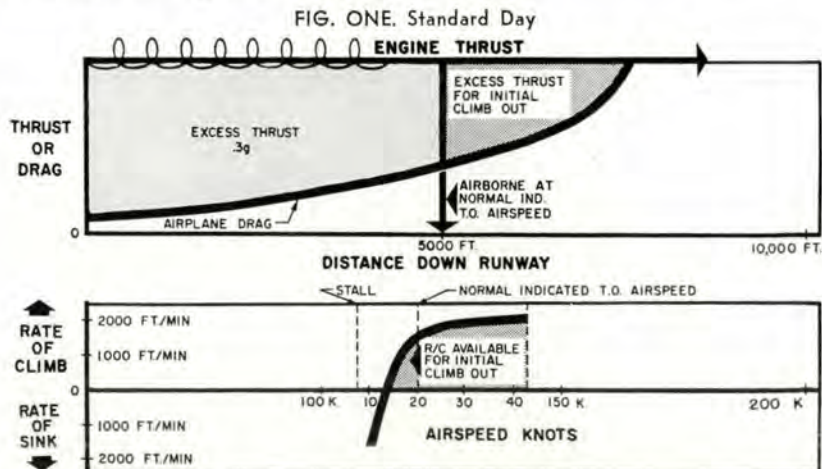 FIG. ONE. Standard Day
ENGINE THRUST
THRUST
OR
DRAG
0
EXCESS THRUST
.3g
AIRPLANE DRAG
EXCESS THRUST
FOR INITIAL
CLIMB OUT
AIRBORNE AT
NORMAL IND.
T.O. AIRSPEED
5000 FT.
10,000 FT.
DISTANCE DOWN RUNWAY
STALL
NORMAL INDICATED T.O. AIRSPEED
RATE
OF
CLIMB
2000 FT/MIN
1000 FT/MIN
0
R/C AVAILABLE
FOR INITIAL
CLIMB OUT
100 K 110 20 30 40 150 K 200 K
RATE
OF
SINK
1000 FT/MIN
2000 FT/MIN
AIRSPEED KNOTS